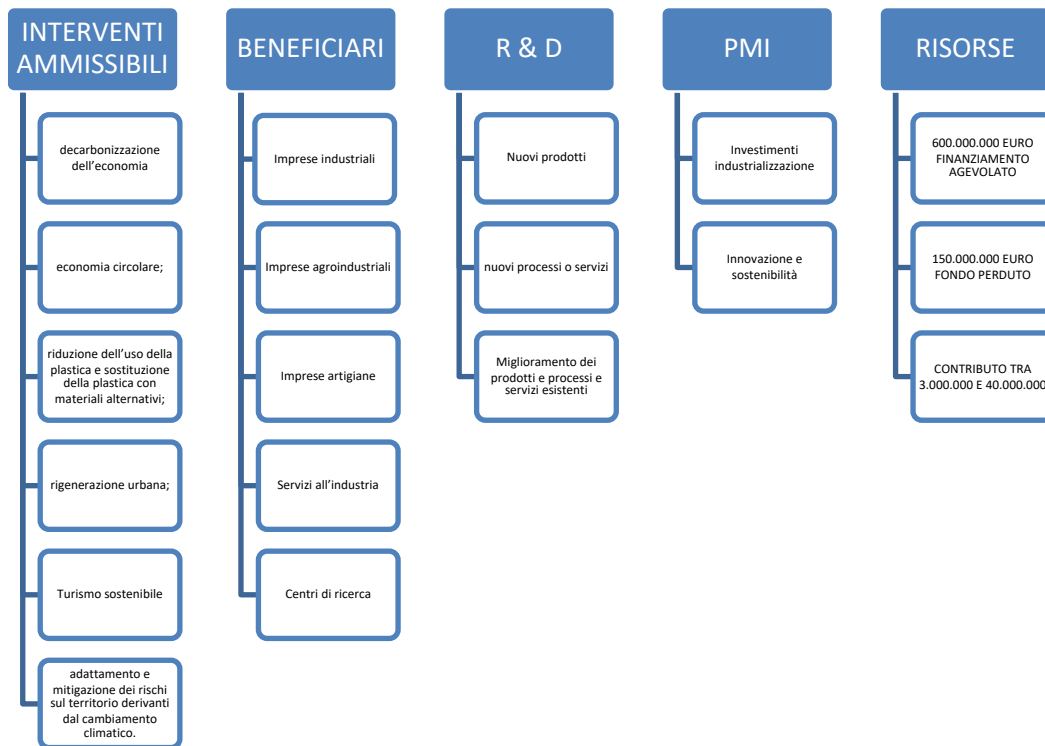 INTERVENTI
AMMISSIBILI
decarbonizzazione
dell'economia
economia circolare;
riduzione dell'uso della
plastica e sostituzione
della plastica con
materiali alternativi;
rigenerazione urbana;
Turismo sostenibile
adattamento e
mitigazione dei rischi
sul territorio derivanti
dal cambiamento
climatico.
BENEFICIARI
Imprese industriali
Imprese agroindustriali
Imprese artigiane
Servizi all'industria
Centri di ricerca
R & D
Nuovi prodotti
nuovi processi o servizi
Miglioramento dei
prodotti e processi e
servizi esistenti
PMI
Investimenti
industrializzazione
Innovazione e
sostenibilità
RISORSE
600.000.000 EURO
FINANZIAMENTO
AGEVOLATO
150.000.000 EURO
FONDO PERDUTO
CONTRIBUTO TRA
3.000.000 E 40.000.000